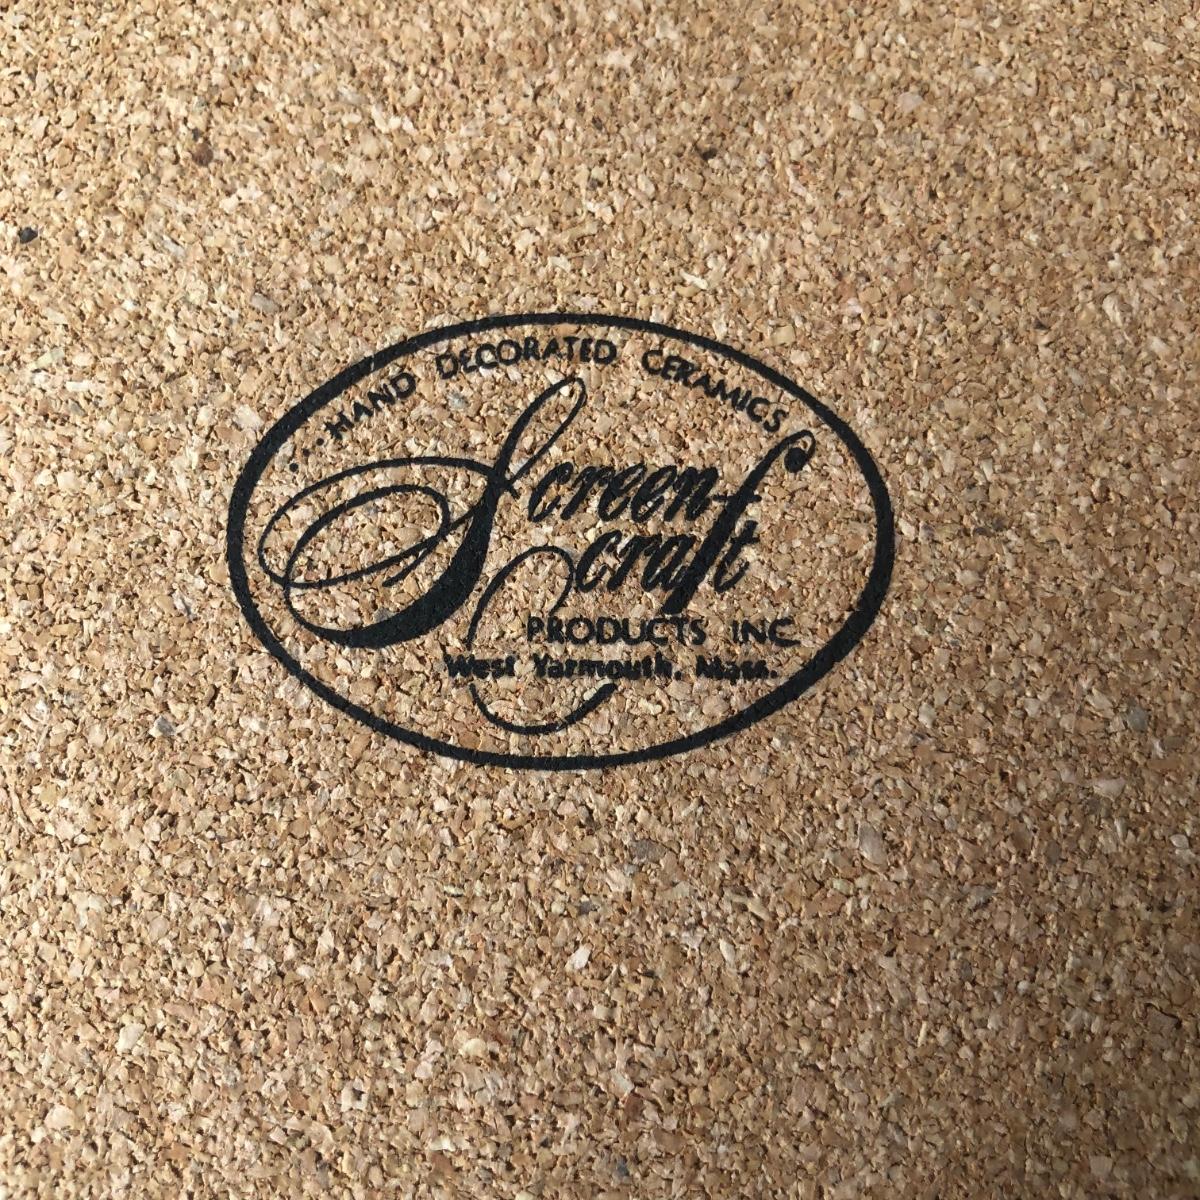 ....HAND DECORATED CERAMICS
Screen
craft
PRODUCTS INC
West Yarmouth, Mass.